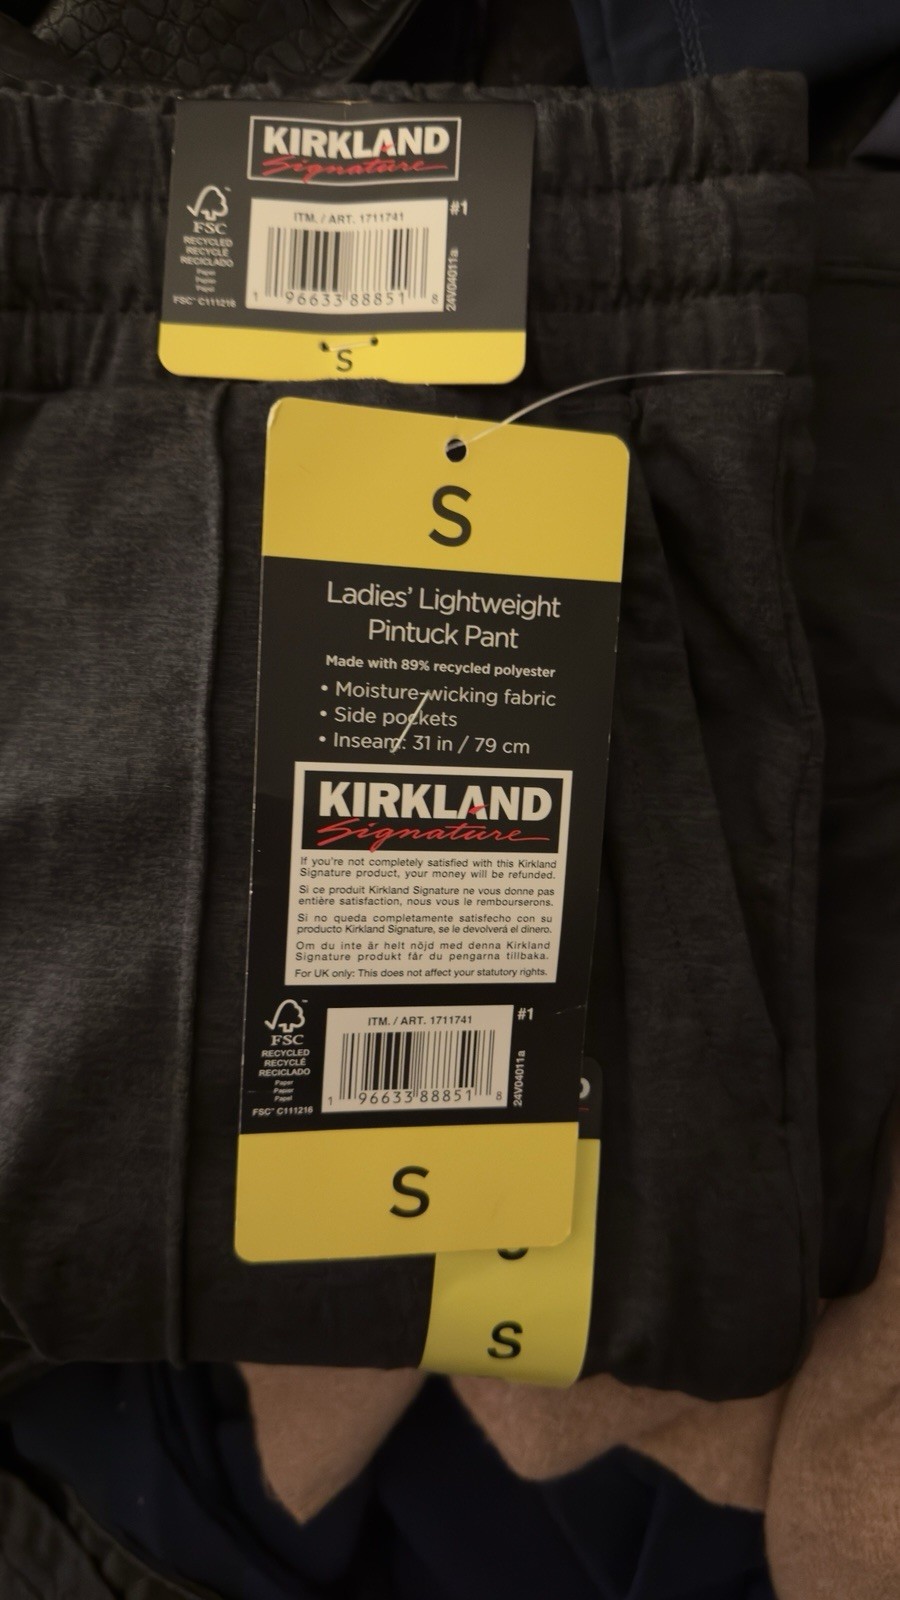 KIRKLAND
Signature
FSC
RECYCLED
RECYCLÉ
RECICLADO
Paper
Papier
Papel
FSC™ C111216
ITM. / ART. 1711741
1 96633 88851 8
#1
24V04011a
S
S
Ladies' Lightweight
Pintuck Pant
Made with 89% recycled polyester
• Moisture-wicking fabric
• Side pockets
• Inseam: 31 in / 79 cm
KIRKLAND
Signature
If you're not completely satisfied with this Kirkland
Signature product, your money will be refunded.
Si ce produit Kirkland Signature ne vous donne pas
entière satisfaction, nous vous le rembourserons.
Si no queda completamente satisfecho con su
producto Kirkland Signature, se le devolverá el dinero.
Om du inte är helt nöjd med denna Kirkland
Signature produkt får du pengarna tillbaka.
For UK only: This does not affect your statutory rights.
FSC
RECYCLED
RECYCLÉ
RECICLADO
Paper
Papier
Papel
FSC™ C111216
ITM. / ART. 1711741
1 96633 88851 8
#1
24V04011a
S
S